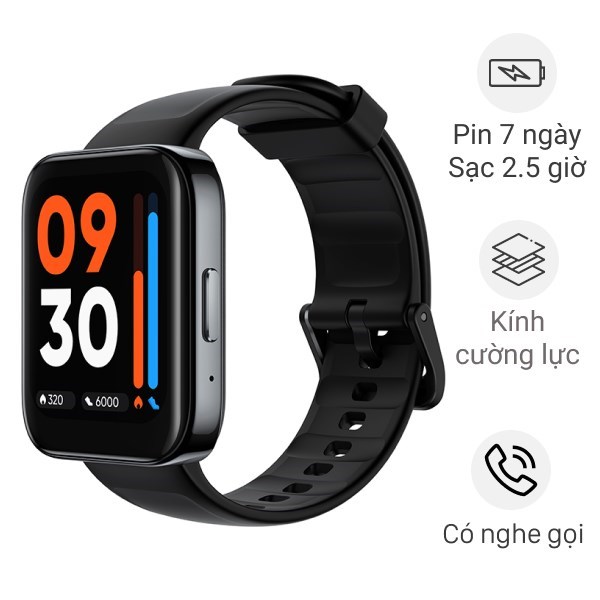 09
30
320
6000
Pin 7 ngày
Sạc 2.5 giờ
Kính
cường lực
Có nghe gọi